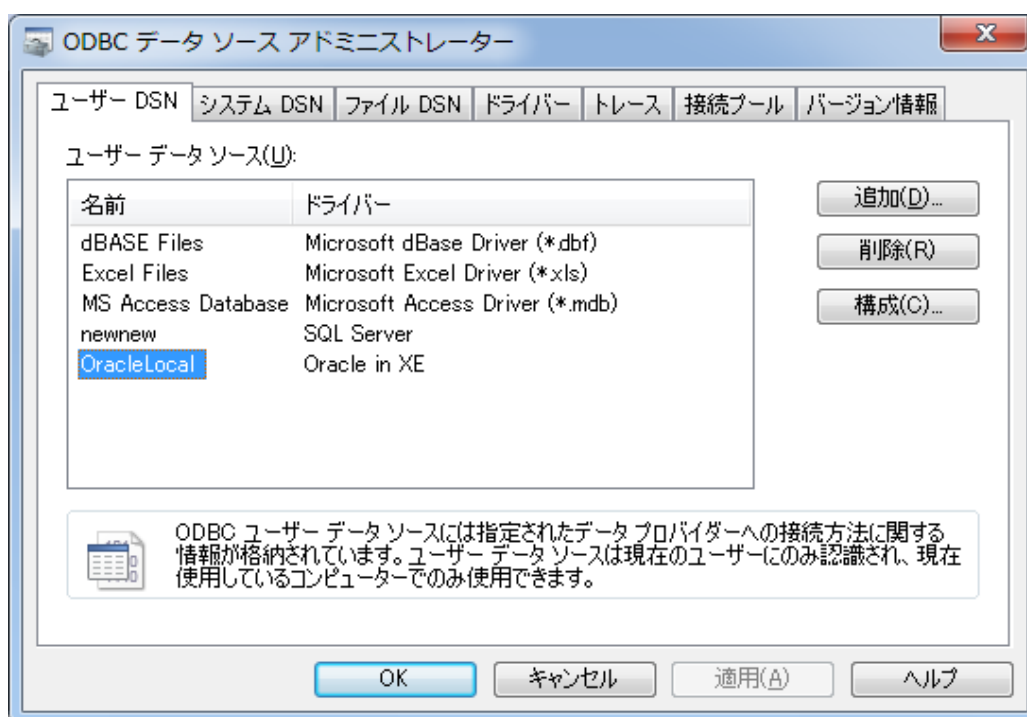 ODBC データ ソース アドミニストレーター
ユーザー DSN システム DSN ファイル DSN ドライバー トレース 接続プール バージョン情報
ユーザー データ ソース(U):
名前 ドライバー
dBASE Files Microsoft dBase Driver (*.dbf)
Excel Files Microsoft Excel Driver (*.xls)
MS Access Database Microsoft Access Driver (*.mdb)
newnew SQL Server
OracleLocal Oracle in XE
追加(D)...
削除(R)
構成(C)...
ODBC ユーザー データ ソースには指定されたデータ プロバイダーへの接続方法に関する
情報が格納されています。ユーザー データ ソースは現在のユーザーにのみ認識され、現在
使用しているコンピューターでのみ使用できます。
OK キャンセル 適用(A) ヘルプ